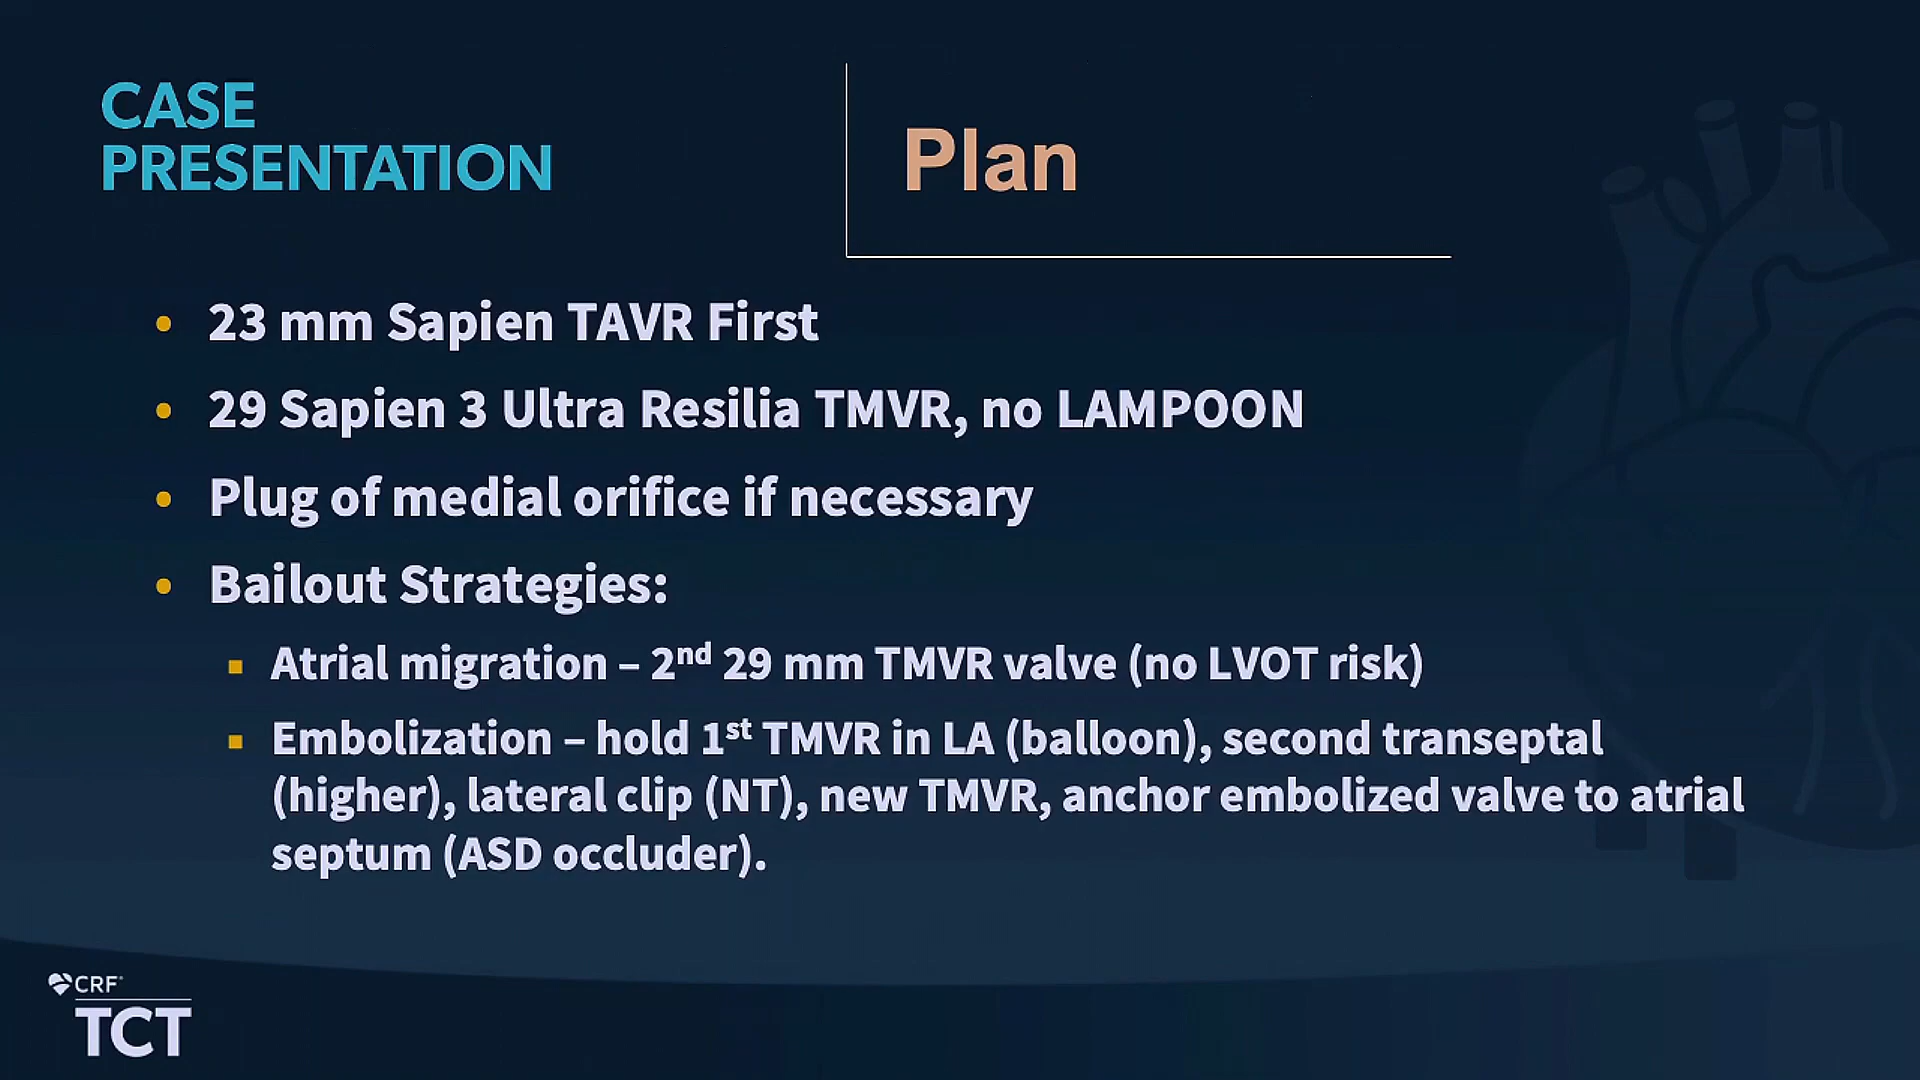 CASE
PRESENTATION
Plan
• 23 mm Sapien TAVR First
• 29 Sapien 3 Ultra Resilia TMVR, no LAMPOON
• Plug of medial orifice if necessary
• Bailout Strategies:
▪ Atrial migration – 2nd 29 mm TMVR valve (no LVOT risk)
▪ Embolization – hold 1st TMVR in LA (balloon), second transeptal
(higher), lateral clip (NT), new TMVR, anchor embolized valve to atrial
septum (ASD occluder).
CRF®
TCT